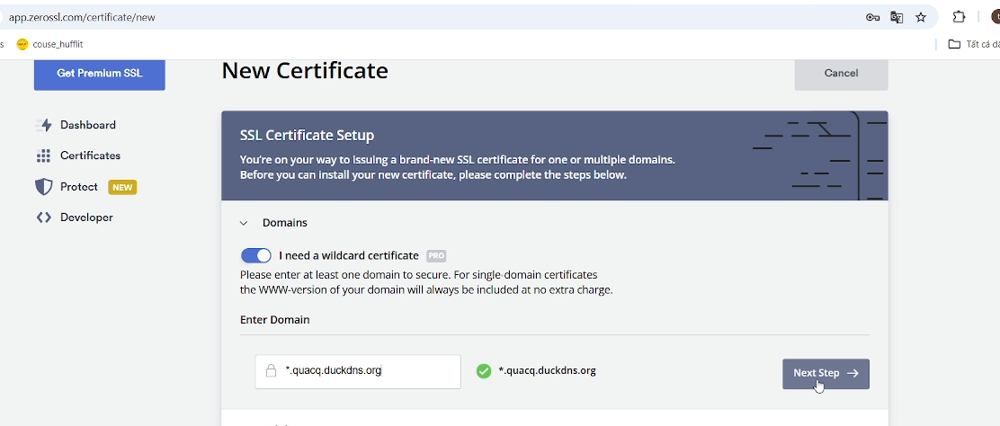 app.zerossl.com/certificate/new
s couse_hufflit Tất cả dấ
Get Premium SSL
New Certificate
Cancel
Dashboard
Certificates
Protect NEW
Developer
SSL Certificate Setup
You're on your way to issuing a brand-new SSL certificate for one or multiple domains.
Before you can install your new certificate, please complete the steps below.
Domains
I need a wildcard certificate PRO
Please enter at least one domain to secure. For single-domain certificates
the WWW-version of your domain will always be included at no extra charge.
Enter Domain
*.quacq.duckdns.org *.quacq.duckdns.org Next Step